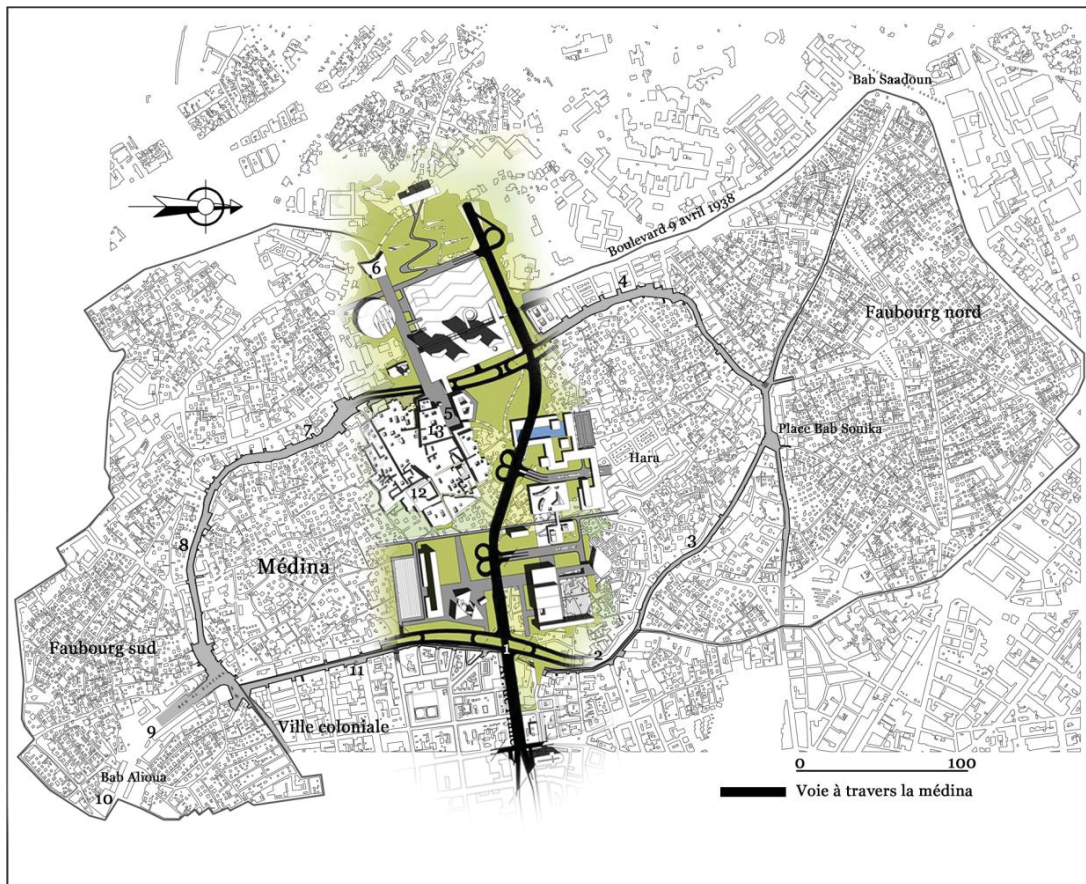 Bab Saadoun
Boulevard 9 avril 1938
6
4
Faubourg nord
5
7
13
Place Bab Souika
Hara
12
8
3
Médina
1
2
Faubourg sud
11
9
Ville coloniale
Bab Alioua
10
0 100
Voie à travers la médina